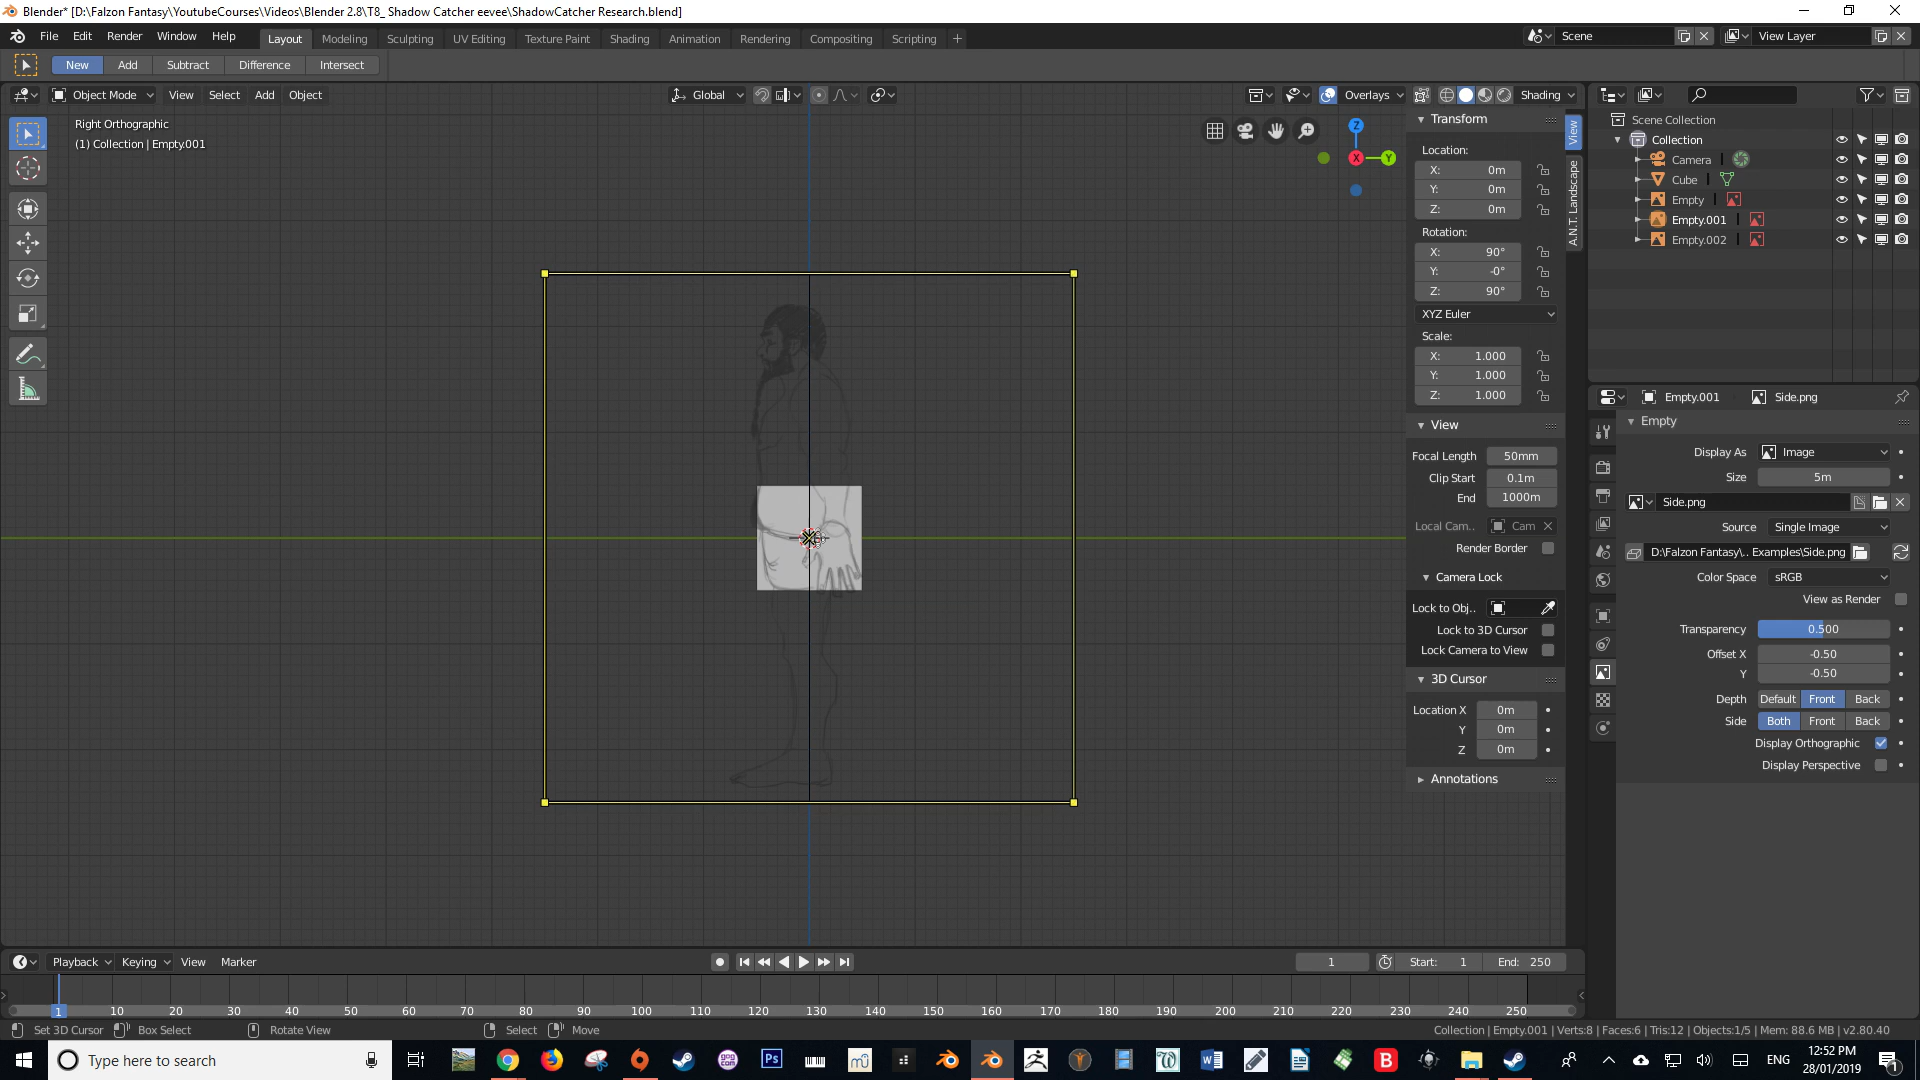 Blender* [D:\Falzon Fantasy\YoutubeCourses\Videos\Blender 2.8\T8_ Shadow Catcher eevee\ShadowCatcher Research.blend]
File Edit Render Window Help Layout Modeling Sculpting UV Editing Texture Paint Shading Animation Rendering Compositing Scripting + Scene View Layer
New Add Subtract Difference Intersect
Object Mode View Select Add Object Global Overlays Shading
Right Orthographic
(1) Collection | Empty.001
Z
X
Y
View
A.N.T. Landscape
Transform
Location:
X: 0m
Y: 0m
Z: 0m
Rotation:
X: 90°
Y: -0°
Z: 90°
XYZ Euler
Scale:
X: 1.000
Y: 1.000
Z: 1.000
View
Focal Length 50mm
Clip Start 0.1m
End 1000m
Local Cam.. Cam
Render Border
Camera Lock
Lock to Obj..
Lock to 3D Cursor
Lock Camera to View
3D Cursor
Location X 0m
Y 0m
Z 0m
Annotations
Scene Collection
Collection
Camera
Cube
Empty
Empty.001
Empty.002
Empty.001 Side.png
Empty
Display As Image
Size 5m
Side.png
Source Single Image
D:\Falzon Fantasy\.. Examples\Side.png
Color Space sRGB
View as Render
Transparency 0.500
Offset X -0.50
Y -0.50
Depth Default Front Back
Side Both Front Back
Display Orthographic
Display Perspective
Playback Keying View Marker 1 Start: 1 End: 250
1 10 20 30 40 50 60 70 80 90 100 110 120 130 140 150 160 170 180 190 200 210 220 230 240 250
Set 3D Cursor Box Select Rotate View Select Move Collection | Empty.001 | Verts:8 | Faces:6 | Tris:12 | Objects:1/5 | Mem: 88.6 MB | v2.80.40
Type here to search
ENG
12:52 PM
28/01/2019